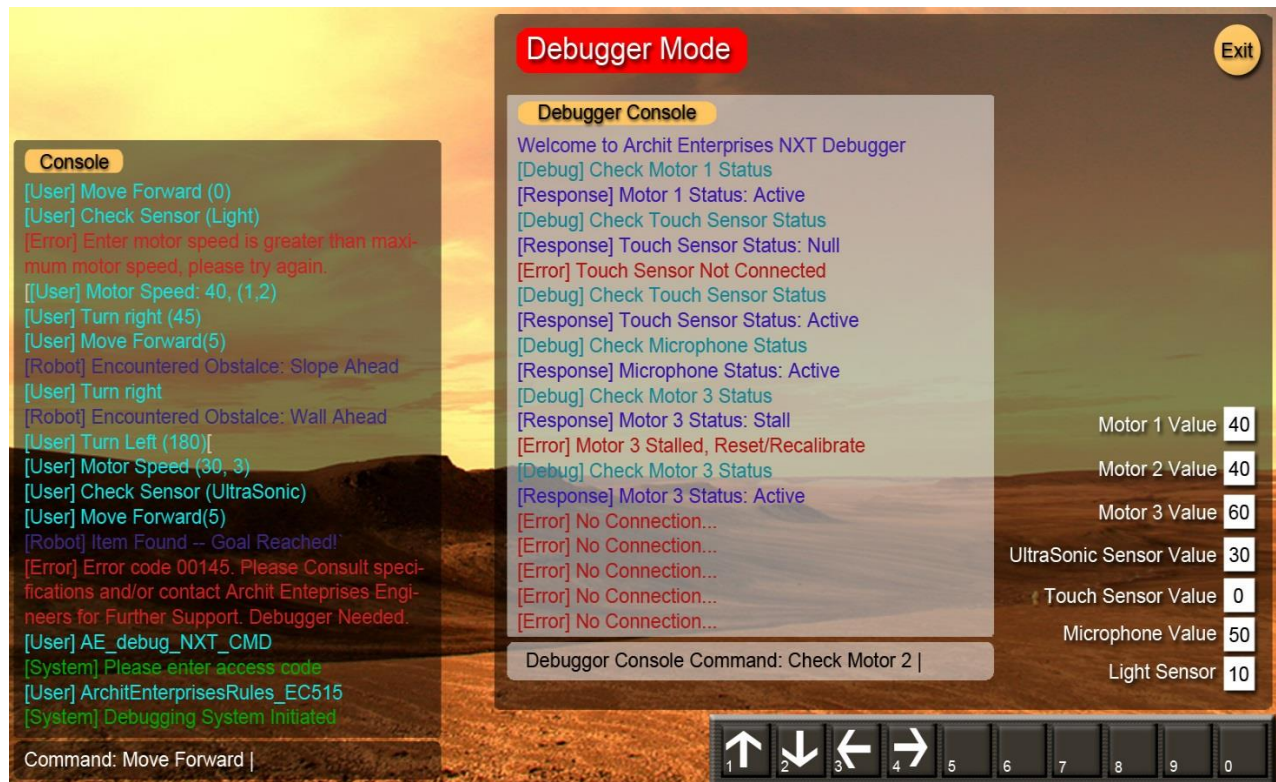 Console
[User] Move Forward (0)
[User] Check Sensor (Light)
[Error] Enter motor speed is greater than maxi-
mum motor speed, please try again.
[[User] Motor Speed: 40, (1,2)
[User] Turn right (45)
[User] Move Forward(5)
[Robot] Encountered Obstalce: Slope Ahead
[User] Turn right
[Robot] Encountered Obstalce: Wall Ahead
[User] Turn Left (180)[
[User] Motor Speed (30, 3)
[User] Check Sensor (UltraSonic)
[User] Move Forward(5)
[Robot] Item Found -- Goal Reached!`
[Error] Error code 00145. Please Consult speci-
fications and/or contact Archit Enteprises Engi-
neers for Further Support. Debugger Needed.
[User] AE_debug_NXT_CMD
[System] Please enter access code
[User] ArchitEnterprisesRules_EC515
[System] Debugging System Initiated
Command: Move Forward |
Debugger Mode
Exit
Debugger Console
Welcome to Archit Enterprises NXT Debugger
[Debug] Check Motor 1 Status
[Response] Motor 1 Status: Active
[Debug] Check Touch Sensor Status
[Response] Touch Sensor Status: Null
[Error] Touch Sensor Not Connected
[Debug] Check Touch Sensor Status
[Response] Touch Sensor Status: Active
[Debug] Check Microphone Status
[Response] Microphone Status: Active
[Debug] Check Motor 3 Status
[Response] Motor 3 Status: Stall
[Error] Motor 3 Stalled, Reset/Recalibrate
[Debug] Check Motor 3 Status
[Response] Motor 3 Status: Active
[Error] No Connection...
[Error] No Connection...
[Error] No Connection...
[Error] No Connection...
[Error] No Connection...
Debuggor Console Command: Check Motor 2 |
Motor 1 Value 40
Motor 2 Value 40
Motor 3 Value 60
UltraSonic Sensor Value 30
Touch Sensor Value 0
Microphone Value 50
Light Sensor 10
1 2 3 4 5 6 7 8 9 0